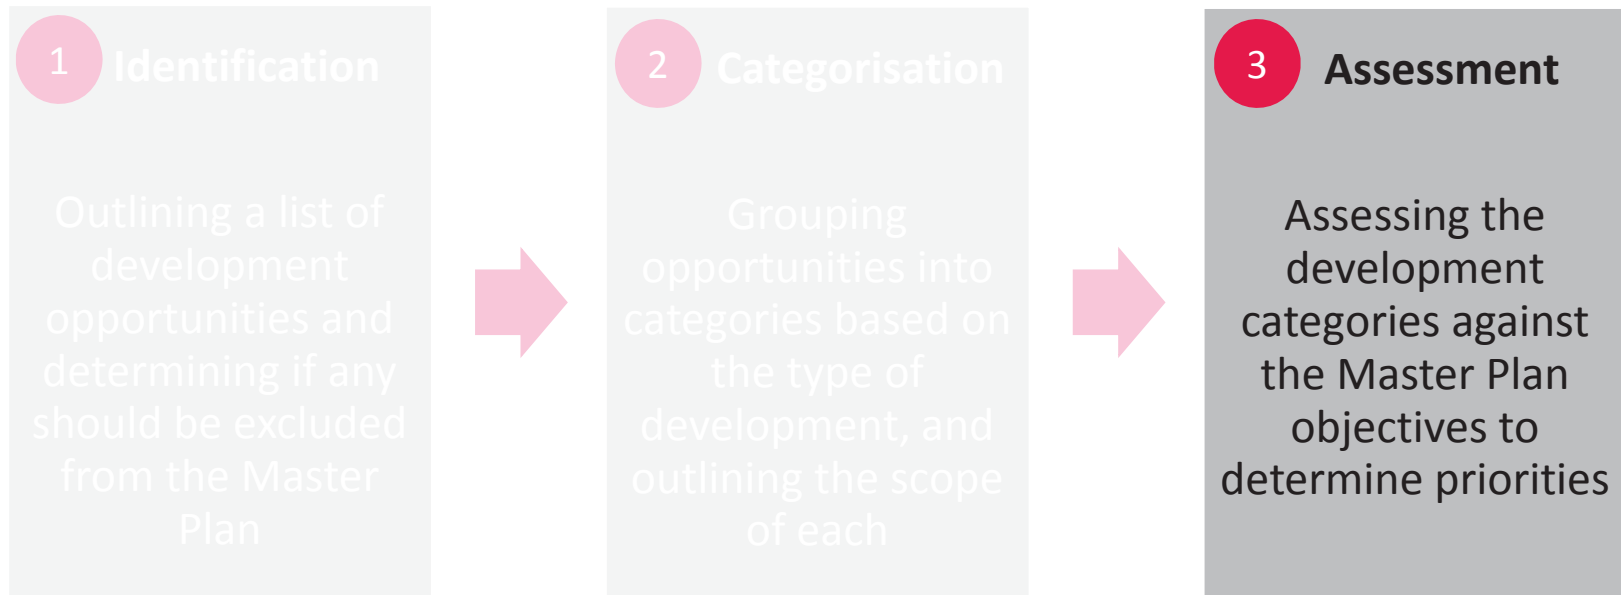 1 Identification
Outlining a list of
development
opportunities and
determining if any
should be excluded
from the Master
Plan
2 Categorisation
Grouping
opportunities into
categories based on
the type of
development, and
outlining the scope
of each
3 Assessment
Assessing the
development
categories against
the Master Plan
objectives to
determine priorities